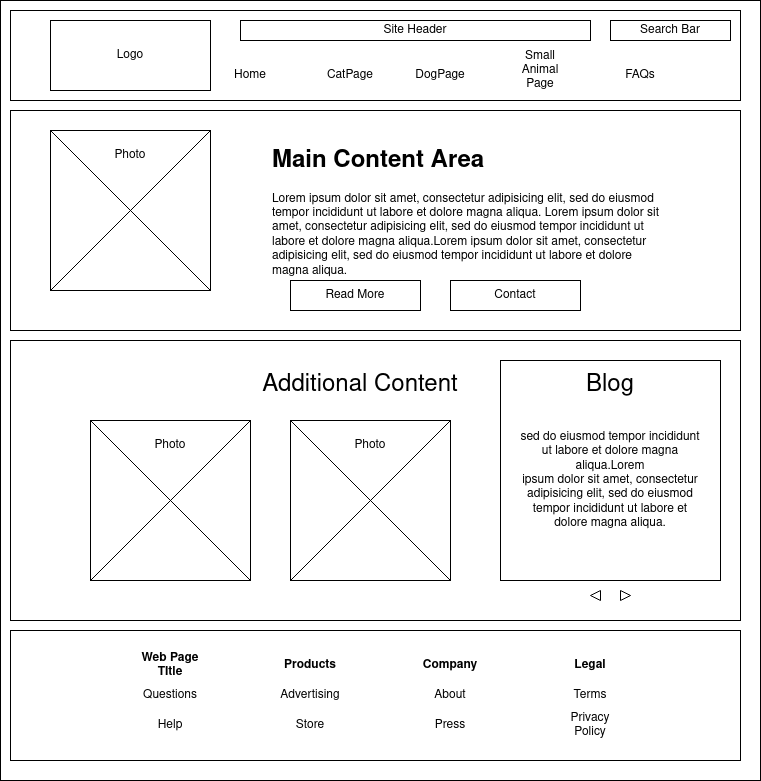 Site Header
Search Bar
Logo
Home
CatPage
DogPage
Small
Animal
Page
FAQs
Photo
Main Content Area
Lorem ipsum dolor sit amet, consectetur adipisicing elit, sed do eiusmod
tempor incididunt ut labore et dolore magna aliqua. Lorem ipsum dolor sit
amet, consectetur adipisicing elit, sed do eiusmod tempor incididunt ut
labore et dolore magna aliqua.Lorem ipsum dolor sit amet, consectetur
adipisicing elit, sed do eiusmod tempor incididunt ut labore et dolore
magna aliqua.
Read More
Contact
Additional Content
Photo
Photo
Blog
sed do eiusmod tempor incididunt
ut labore et dolore magna
aliqua.Lorem
ipsum dolor sit amet, consectetur
adipisicing elit, sed do eiusmod
tempor incididunt ut labore et
dolore magna aliqua.
Web Page
TItle
Questions
Help
Products
Advertising
Store
Company
About
Press
Legal
Terms
Privacy
Policy